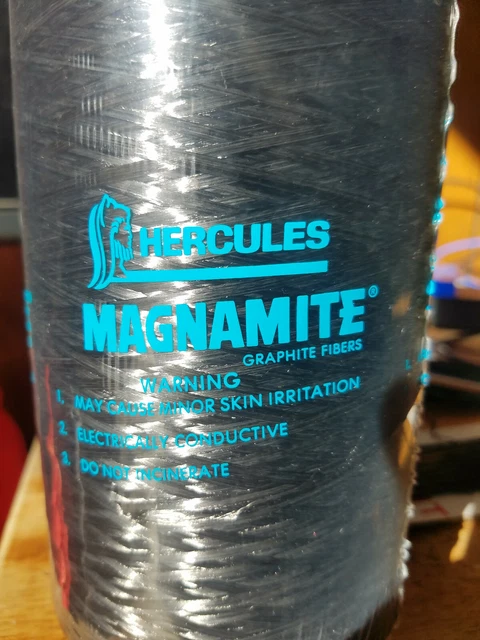 HERCULES
MAGNAMITE®
GRAPHITE FIBERS
WARNING
1. MAY CAUSE MINOR SKIN IRRITATION
2. ELECTRICALLY CONDUCTIVE
3. DO NOT INCINERATE